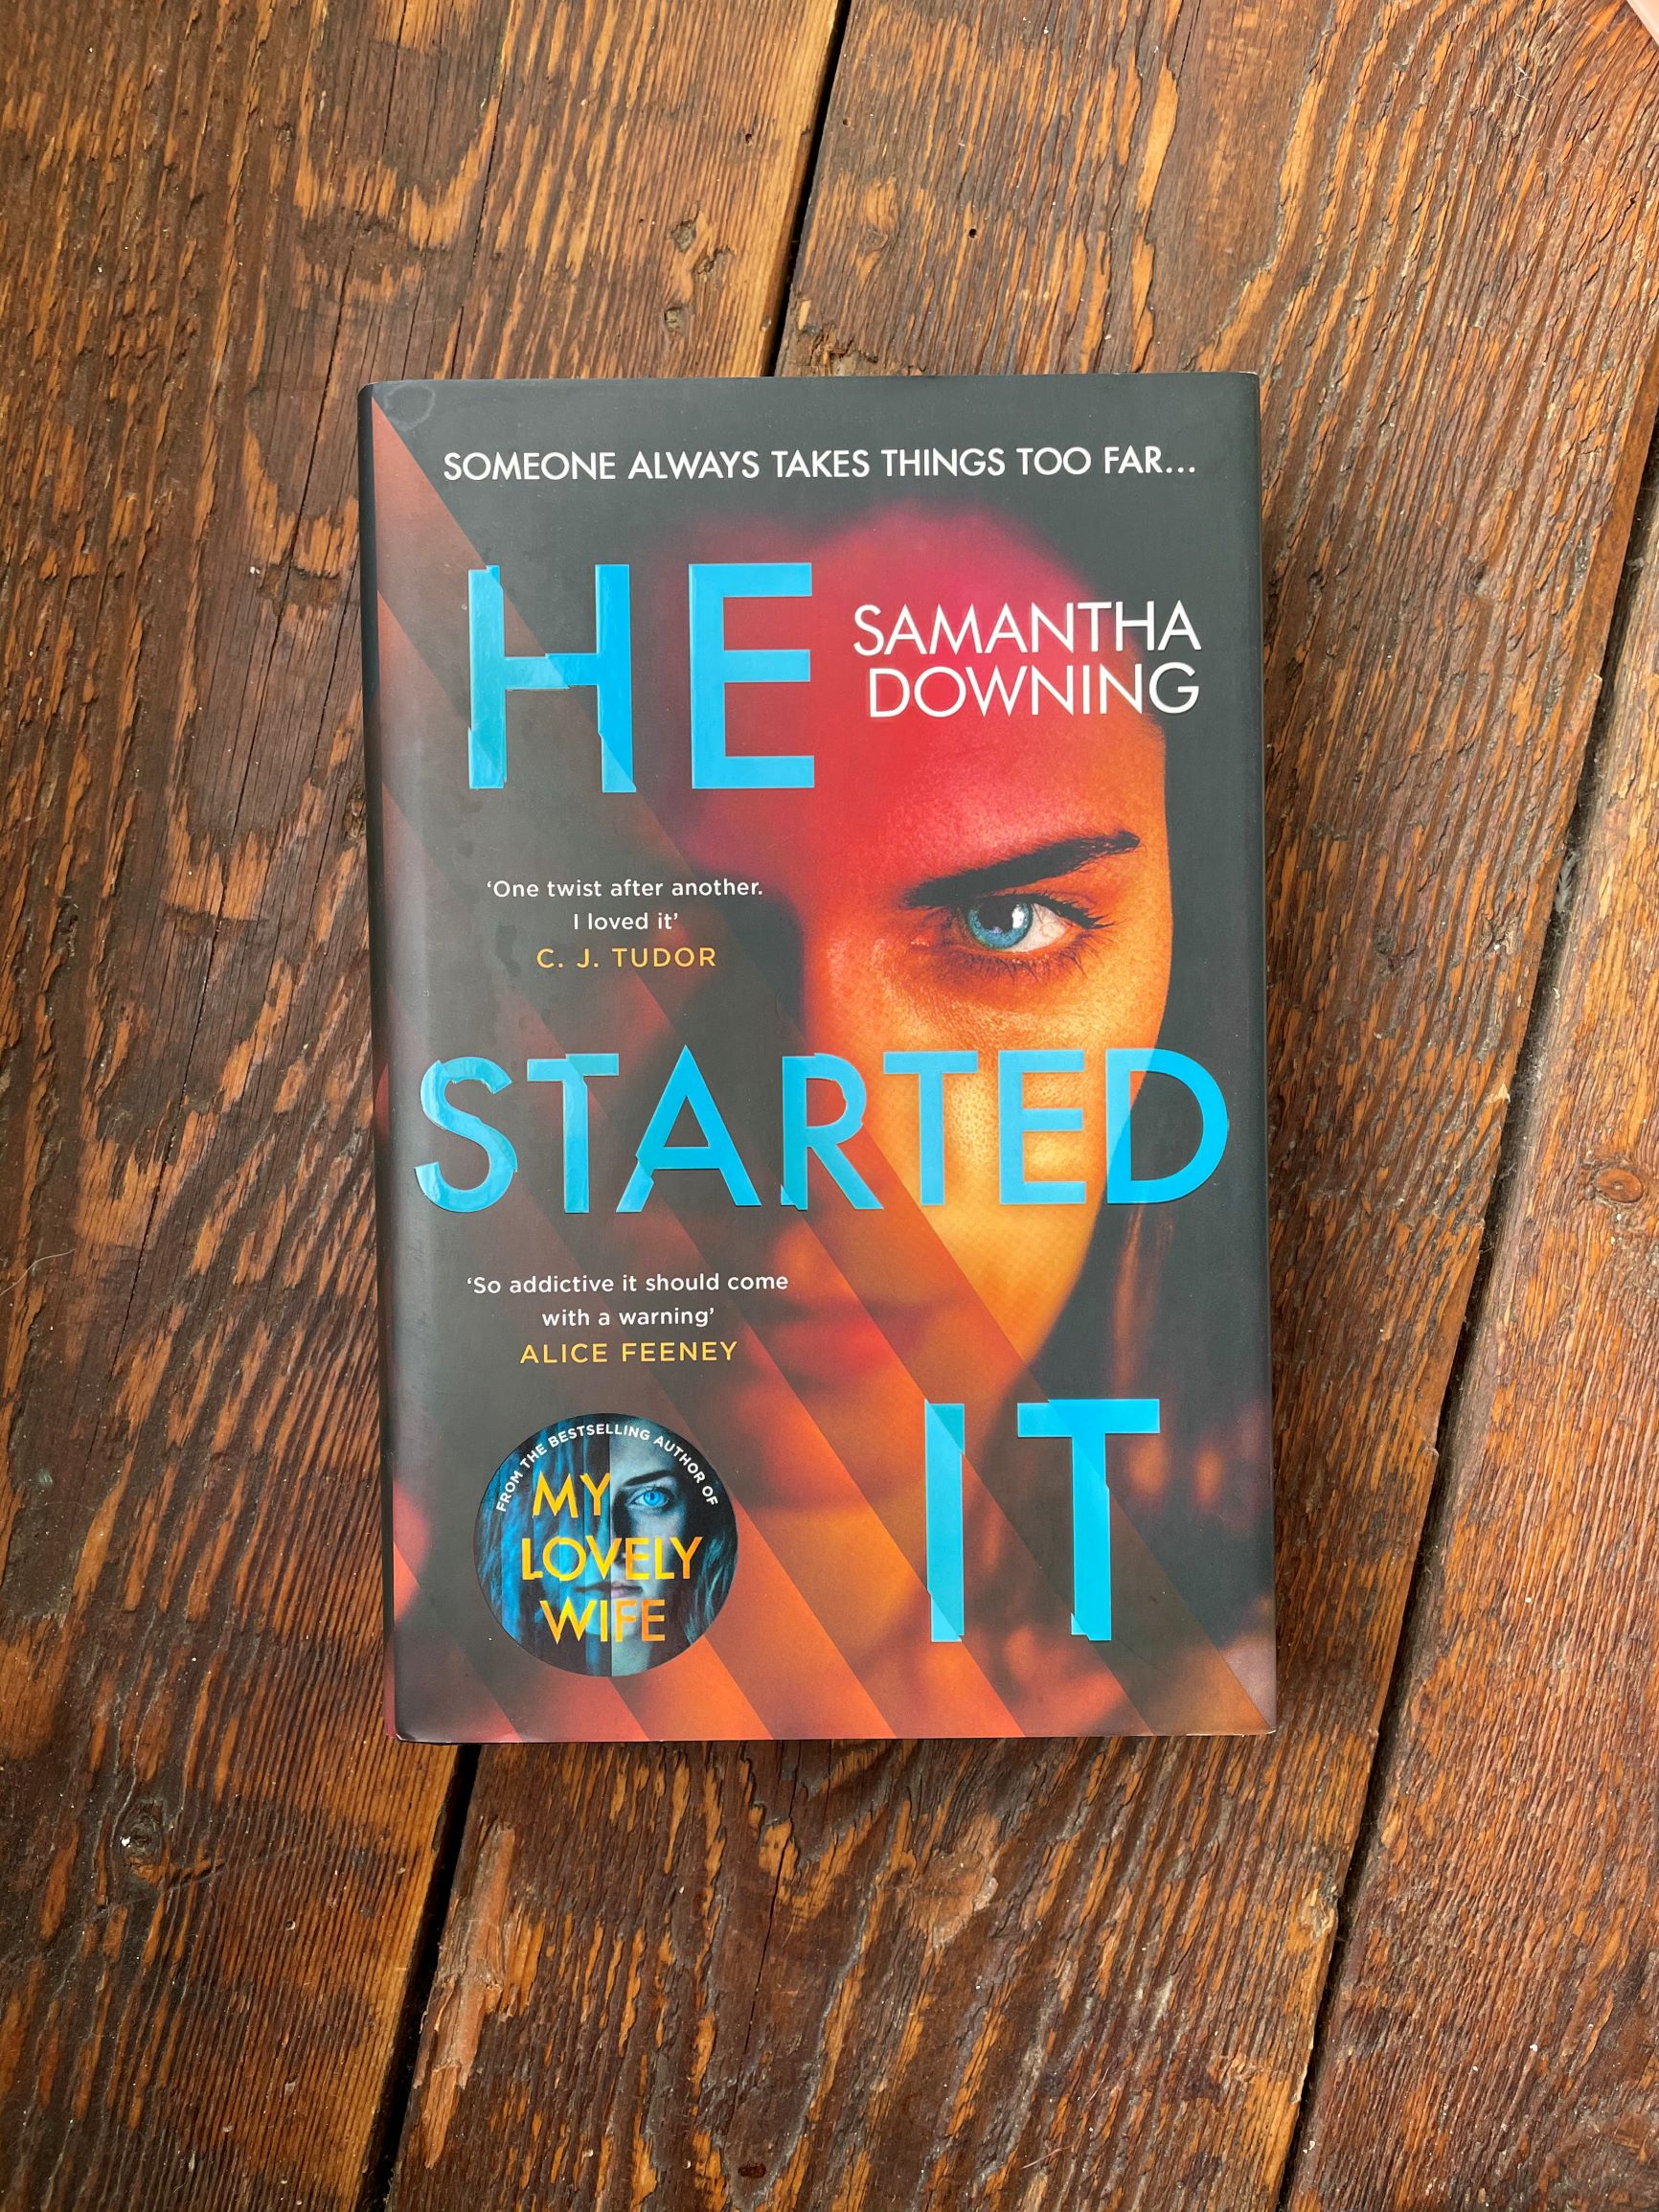 SOMEONE ALWAYS TAKES THINGS TOO FAR...
HE
SAMANTHA
DOWNING
‘One twist after another.
I loved it’
C. J. TUDOR
STARTED
‘So addictive it should come
with a warning’
ALICE FEENEY
IT
FROM THE BESTSELLING AUTHOR OF
MY
LOVELY
WIFE